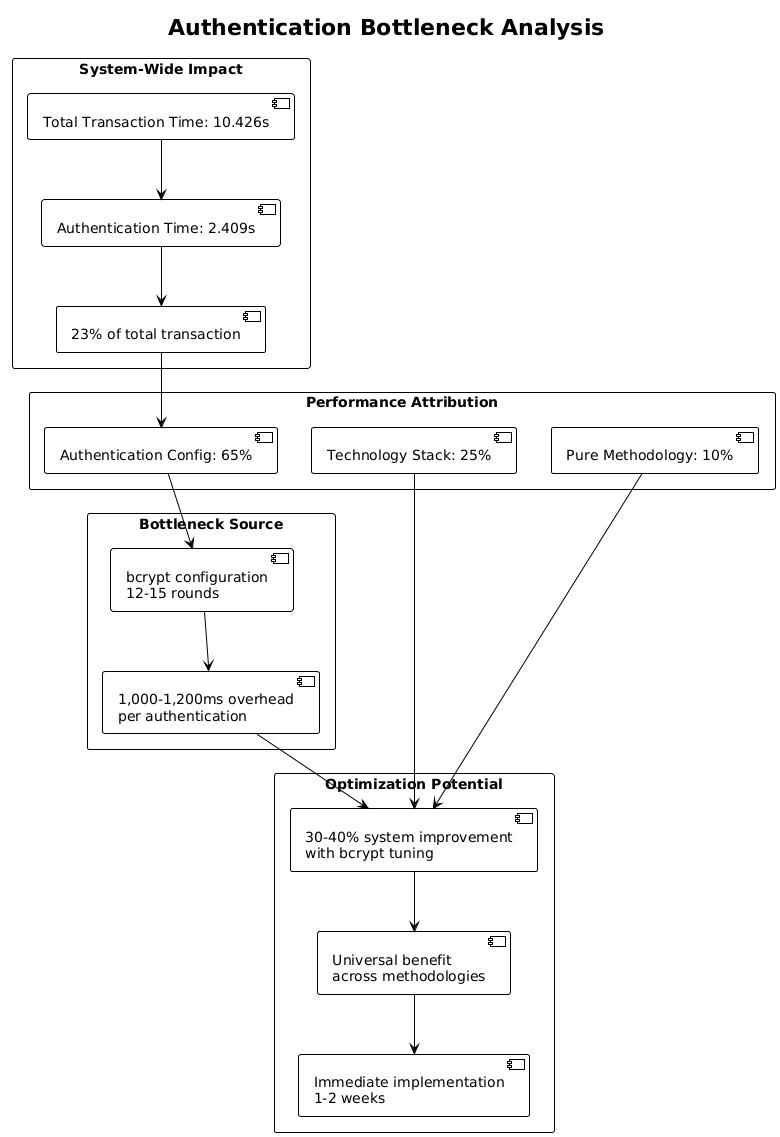 Authentication Bottleneck Analysis
System-Wide Impact
Total Transaction Time: 10.426s
Authentication Time: 2.409s
23% of total transaction
Performance Attribution
Authentication Config: 65%
Technology Stack: 25%
Pure Methodology: 10%
Bottleneck Source
bcrypt configuration
12-15 rounds
1,000-1,200ms overhead
per authentication
Optimization Potential
30-40% system improvement
with bcrypt tuning
Universal benefit
across methodologies
Immediate implementation
1-2 weeks